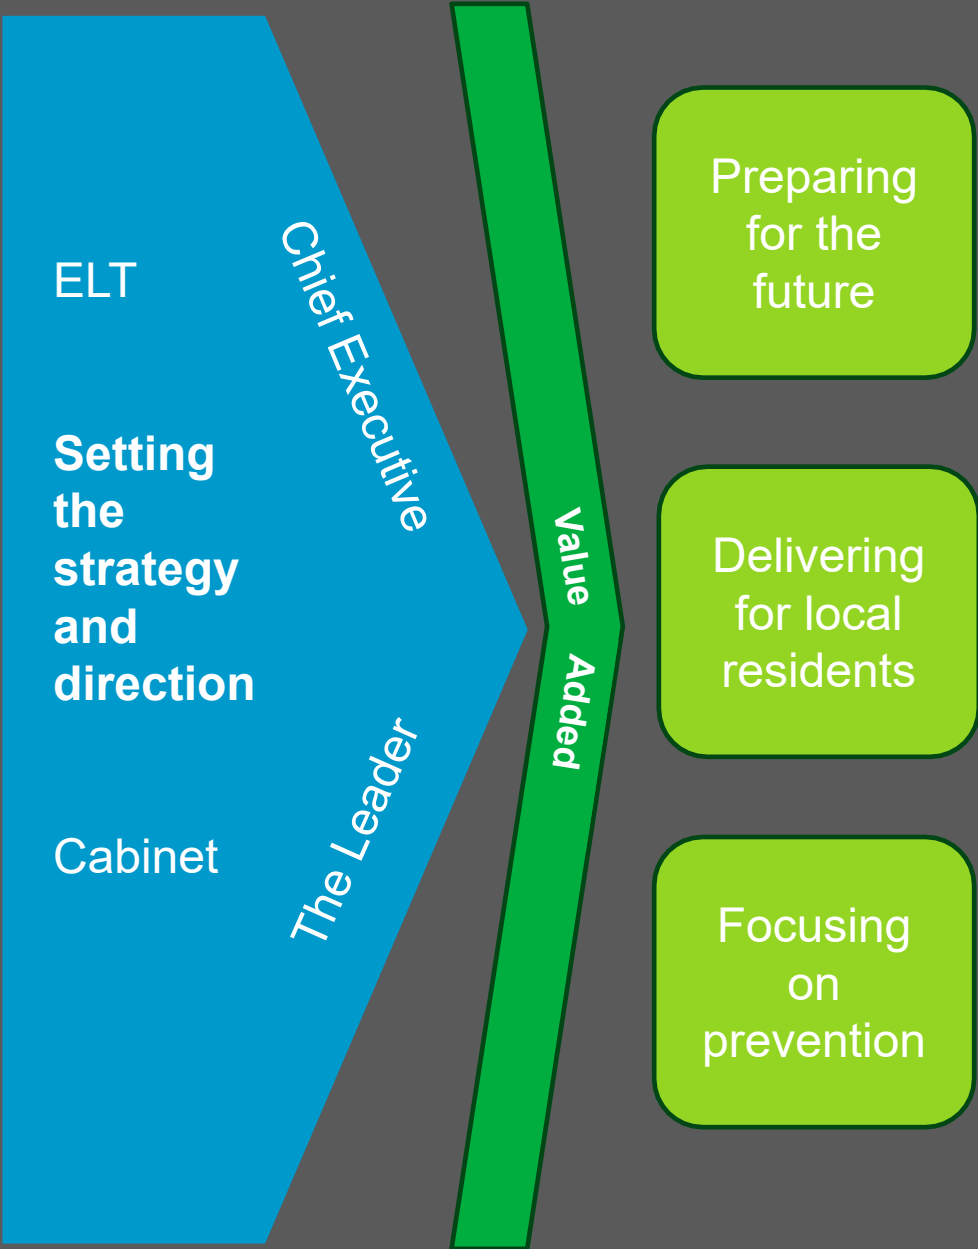 ELT
Chief Executive
Setting
the
strategy
and
direction
The Leader
Cabinet
Value Added
Preparing
for the
future
Delivering
for local
residents
Focusing
on
prevention